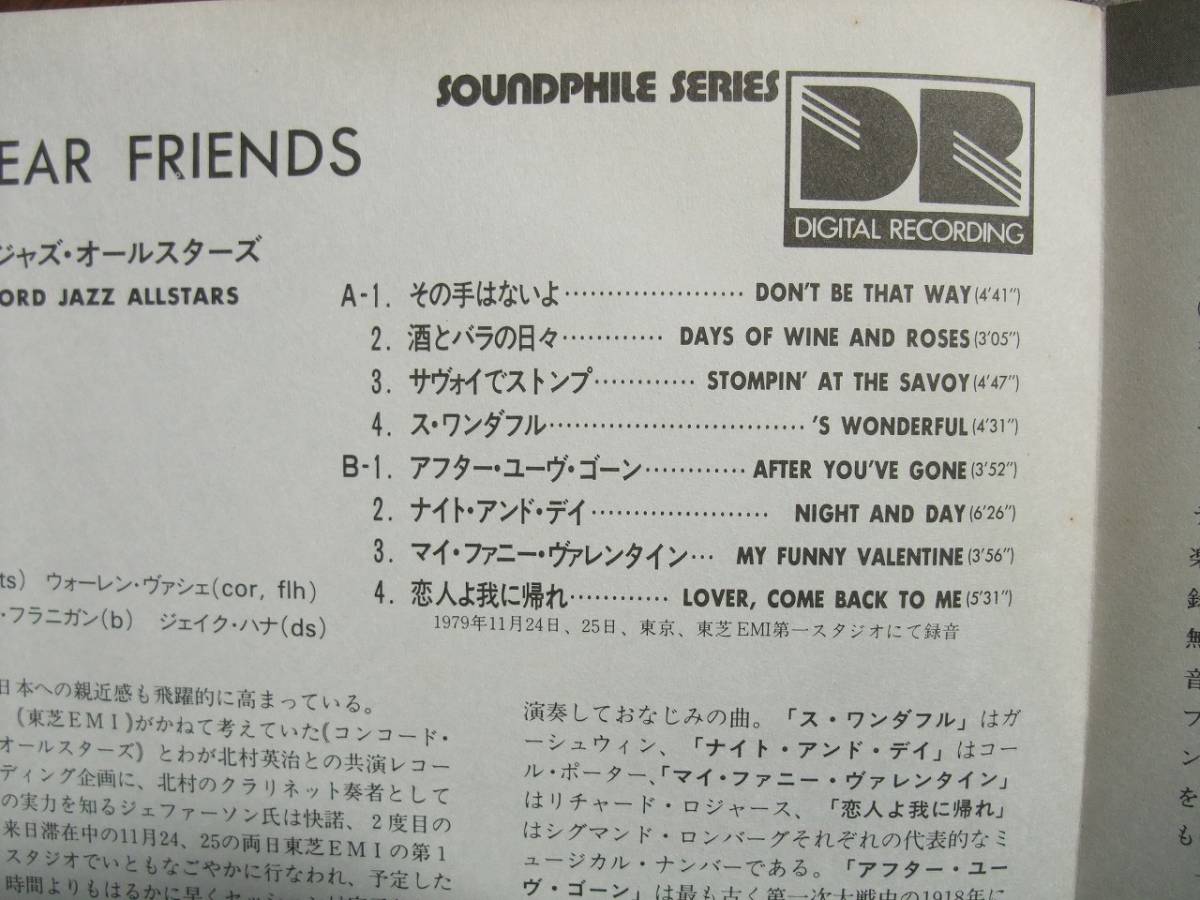 SOUNDPHILE SERIES
DR
DIGITAL RECORDING
EAR FRIENDS
ジャズ・オールスターズ
ORD JAZZ ALLSTARS
A-1. その手はないよ………………… DON'T BE THAT WAY(4'41")
2. 酒とバラの日々………… DAYS OF WINE AND ROSES(3'05")
3. サヴォイでストンプ………… STOMPIN' AT THE SAVOY(4'47")
4. ス・ワンダフル………………………… 'S WONDERFUL(4'31")
B-1. アフター・ユーヴ・ゴーン………… AFTER YOU'VE GONE(3'52")
2. ナイト・アンド・デイ………………… NIGHT AND DAY(6'26")
3. マイ・ファニー・ヴァレンタイン… MY FUNNY VALENTINE(3'56")
4. 恋人よ我に帰れ………… LOVER, COME BACK TO ME(5'31")
1979年11月24日、25日、東京、東芝EMI第一スタジオにて録音
ts) ウォーレン・ヴァシェ(cor, flh)
・フラニガン(b) ジェイク・ハナ(ds)
日本への親近感も飛躍的に高まっている。
(東芝EMI)がかねて考えていた(コンコード・
オールスターズ)とわが北村英治との共演レコー
ディング企画に、北村のクラリネット奏者として
の実力を知るジェファーソン氏は快諾、2度目の
来日滞在中の11月24、25の両日東芝EMIの第1
スタジオでいともなごやかに行なわれ、予定した
時間よりもはるかに早く
演奏しておなじみの曲。「ス・ワンダフル」はガ
ーシュウィン、「ナイト・アンド・デイ」はコー
ル・ポーター、「マイ・ファニー・ヴァレンタイン」
はリチャード・ロジャース、「恋人よ我に帰れ」
はシグマンド・ロンバーグそれぞれの代表的なミ
ュージカル・ナンバーである。「アフター・ユー
ヴ・ゴーン」は最も古く第一次大戦中の1918年に
楽
録
無
音
フ
ン
を
も